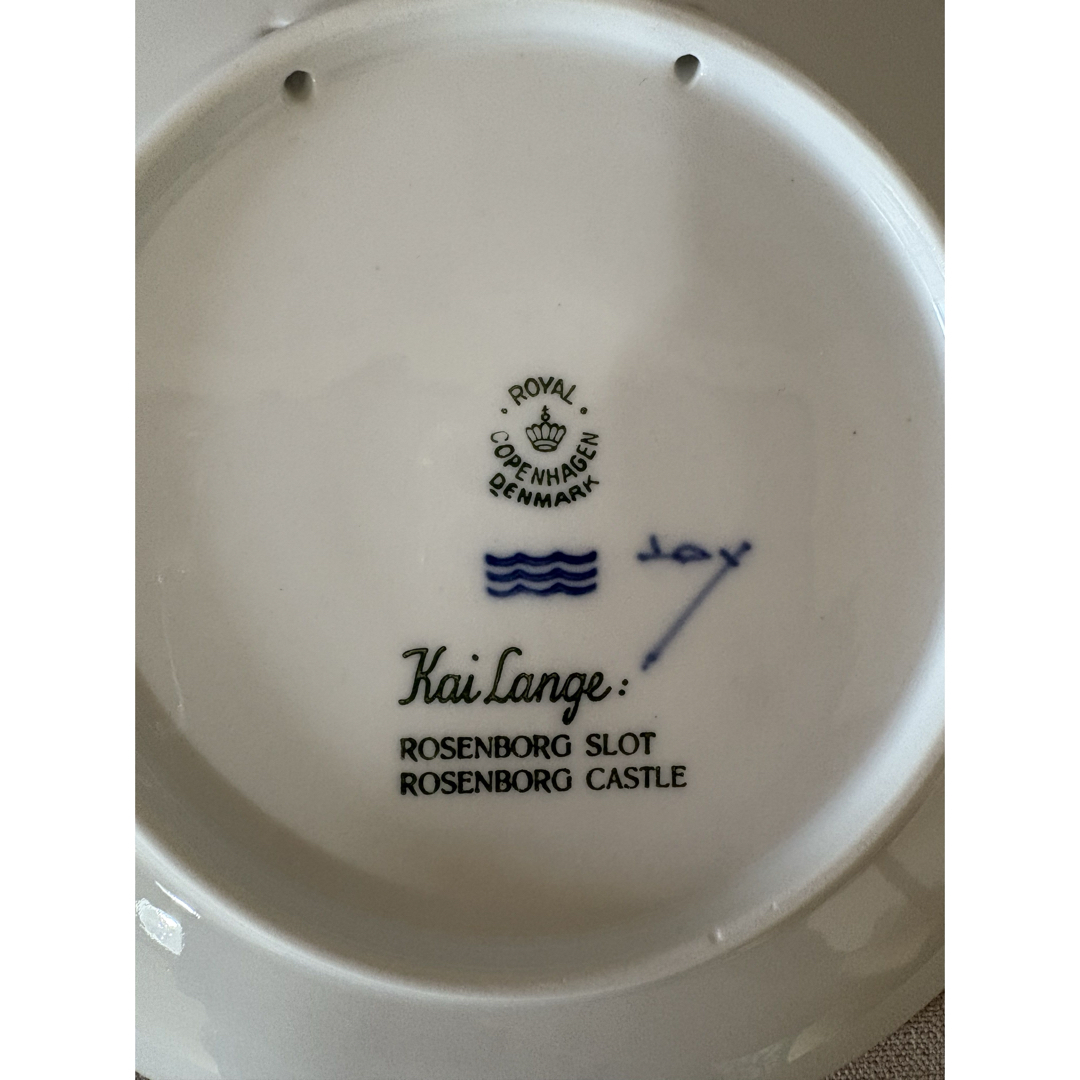 ROYAL
COPENHAGEN
DENMARK
Kai Lange:
ROSENBORG SLOT
ROSENBORG CASTLE